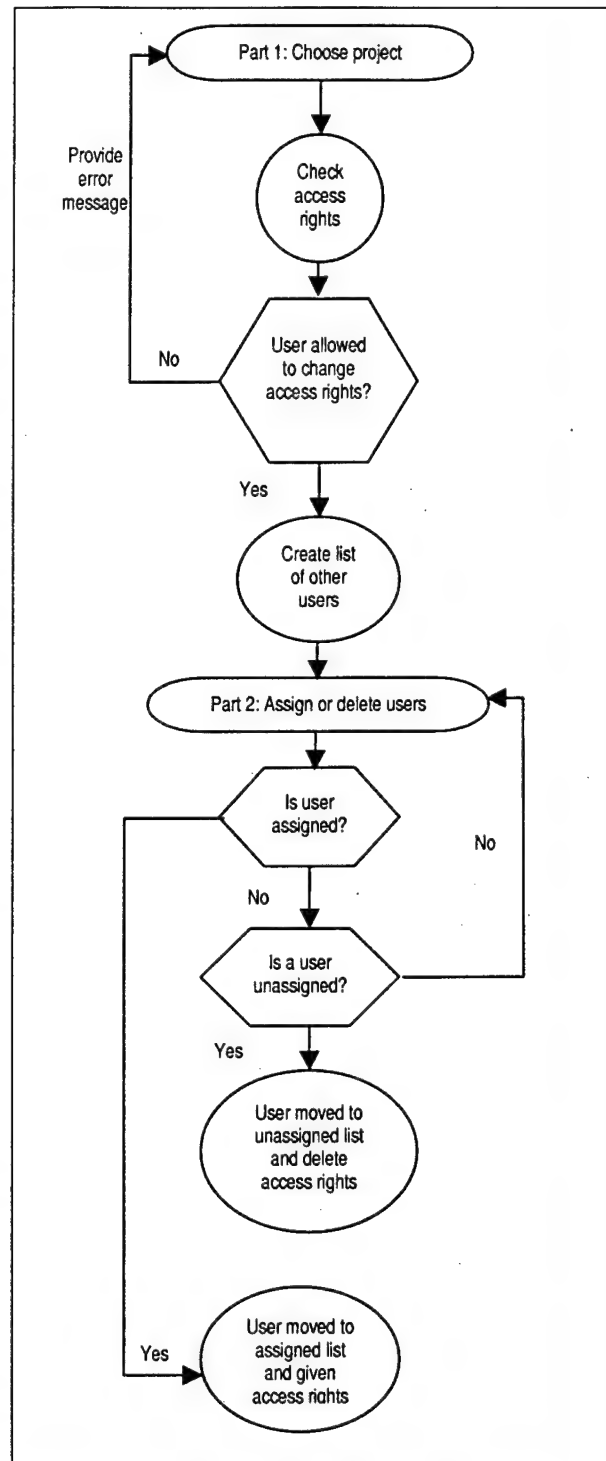 Part 1: Choose project
Provide
error
message
Check
access
rights
User allowed
to change
access rights?
No
Yes
Create list
of other
users
Part 2: Assign or delete users
Is user
assigned?
No
No
Is a user
unassigned?
Yes
User moved to
unassigned list
and delete
access rights
User moved to
assigned list
and given
access rights
Yes